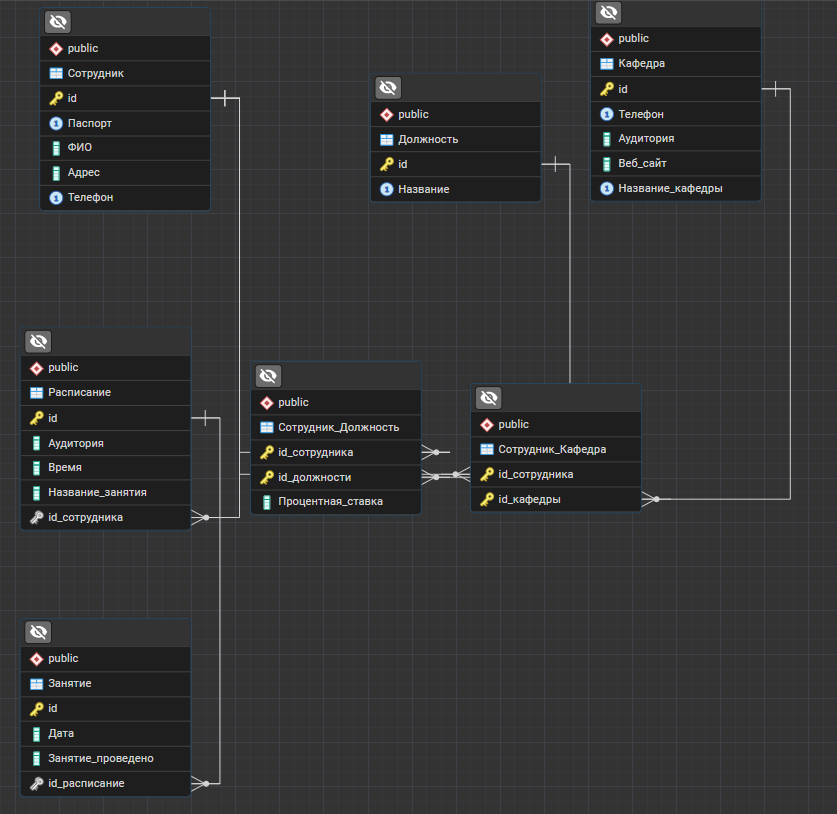 public
Сотрудник
id
Паспорт
ФИО
Адрес
Телефон
public
Должность
id
Название
public
Кафедра
id
Телефон
Аудитория
Веб_сайт
Название_кафедры
public
Расписание
id
Аудитория
Время
Название_занятия
id_сотрудника
public
Сотрудник_Должность
id_сотрудника
id_должности
Процентная_ставка
public
Сотрудник_Кафедра
id_сотрудника
id_кафедры
public
Занятие
id
Дата
Занятие_проведено
id_расписание